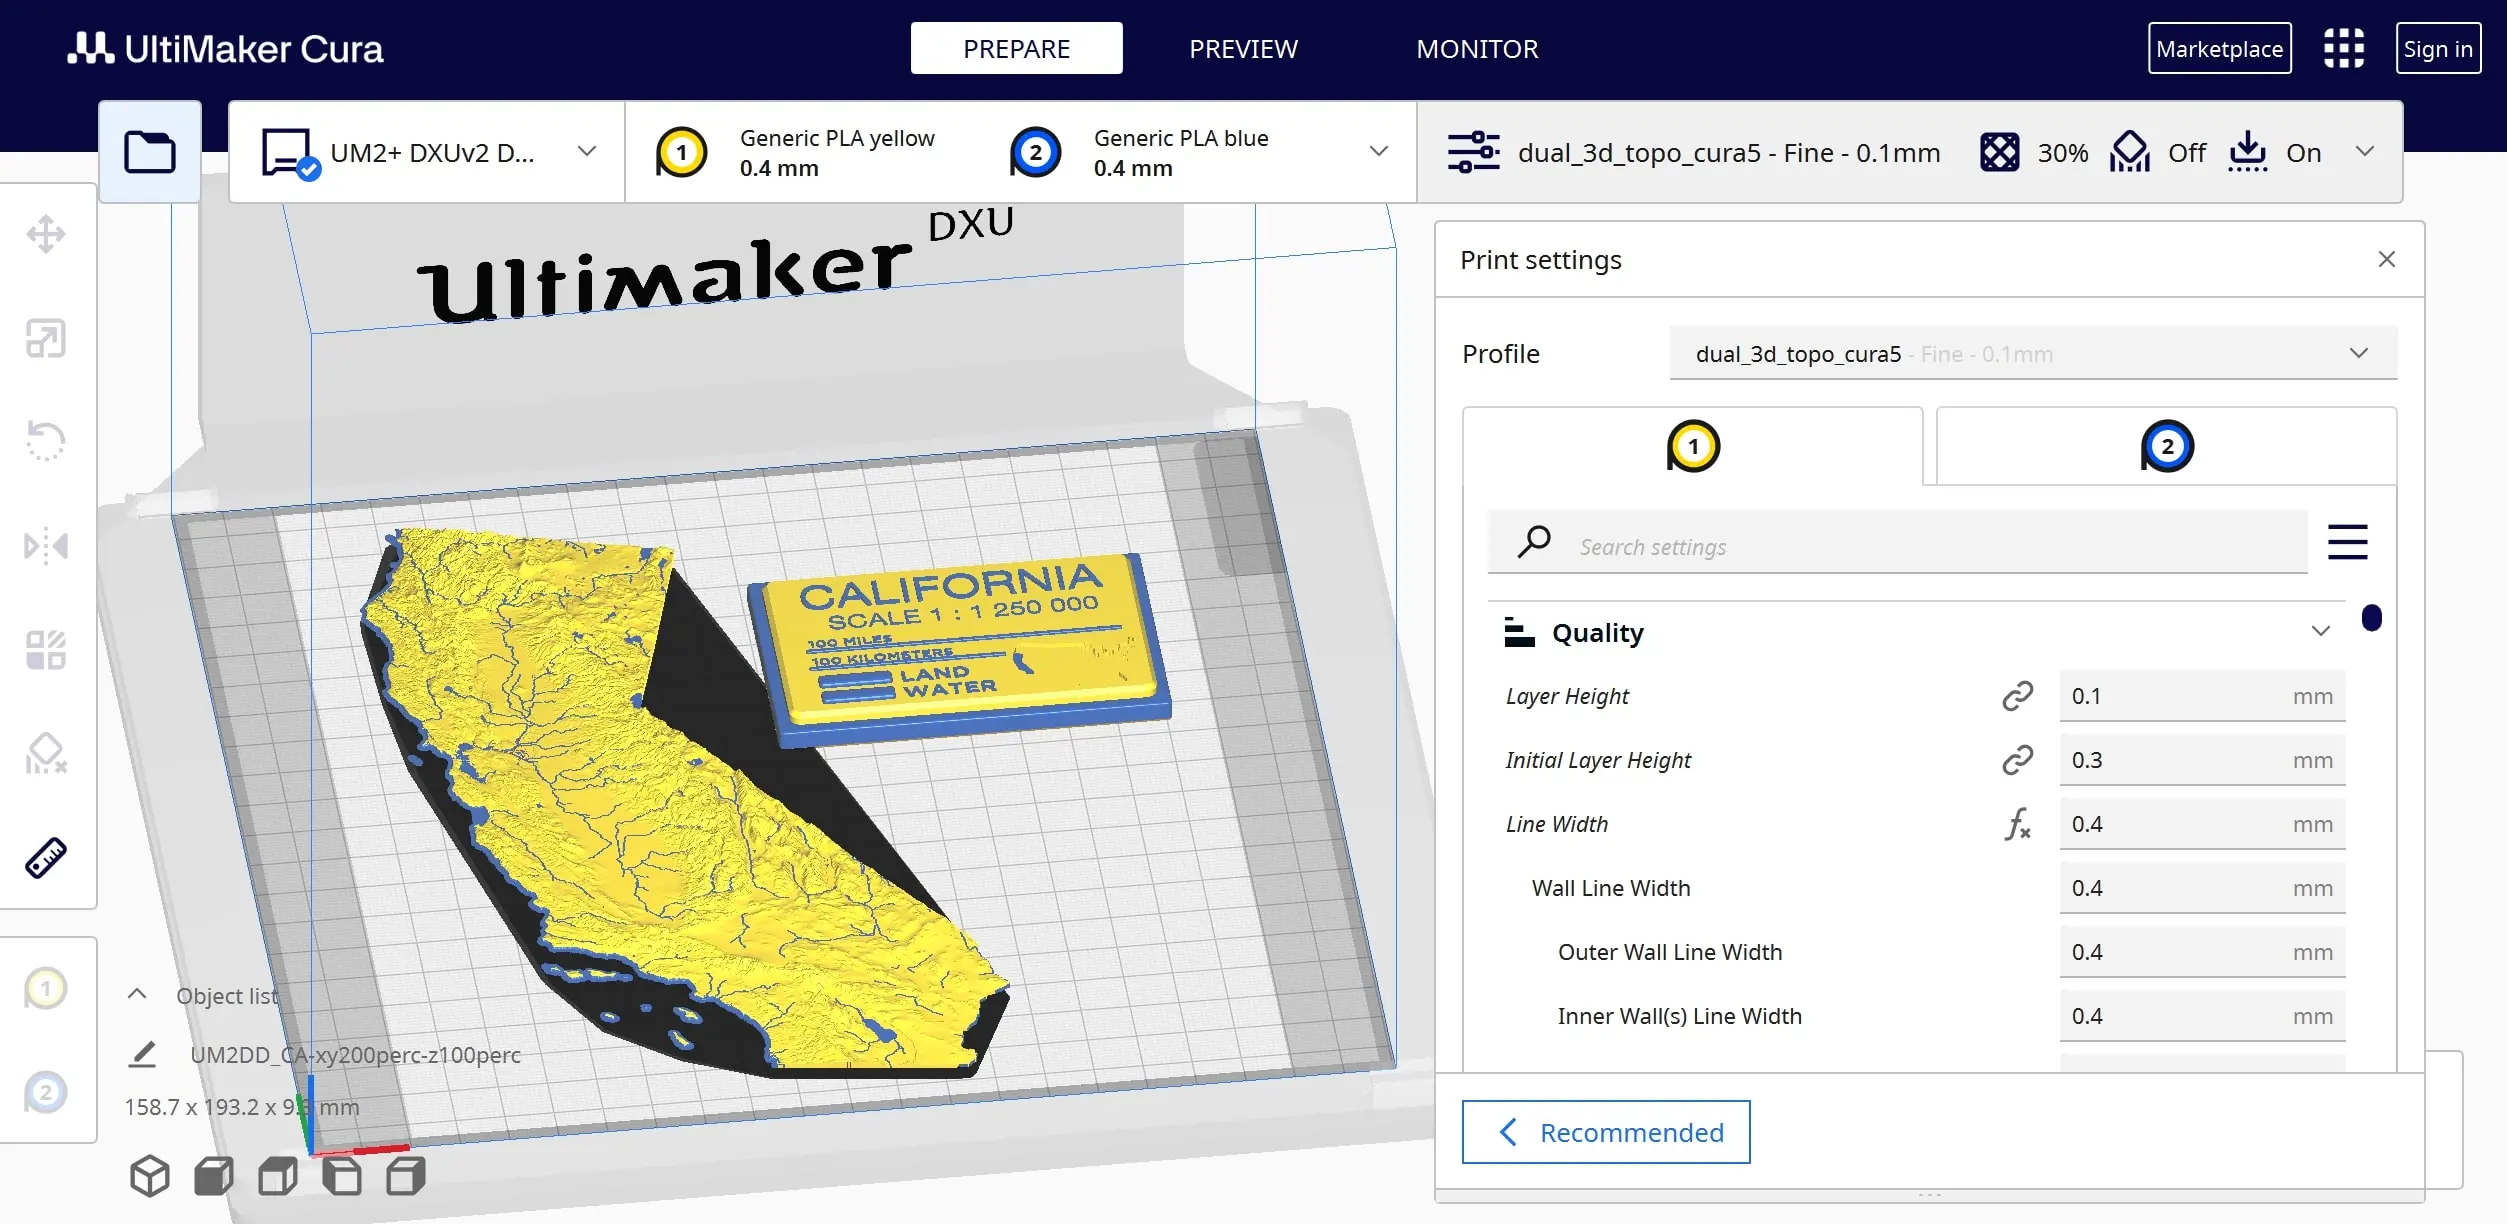 UltiMaker Cura
PREPARE
PREVIEW
MONITOR
Marketplace
Sign in
UM2+ DXUv2 D...
1
Generic PLA yellow
0.4 mm
2
Generic PLA blue
0.4 mm
dual_3d_topo_cura5 - Fine - 0.1mm
30%
Off
On
Ultimaker DXU
CALIFORNIA
SCALE 1 : 1 250 000
100 MILES
100 KILOMETERS
LAND
WATER
1
2
Object list
UM2DD_CA-xy200perc-z100perc
158.7 x 193.2 x 9. mm
Print settings
Profile
dual_3d_topo_cura5 - Fine - 0.1mm
1
2
Search settings
Quality
Layer Height
0.1 mm
Initial Layer Height
0.3 mm
Line Width
0.4 mm
Wall Line Width
0.4 mm
Outer Wall Line Width
0.4 mm
Inner Wall(s) Line Width
0.4 mm
Recommended